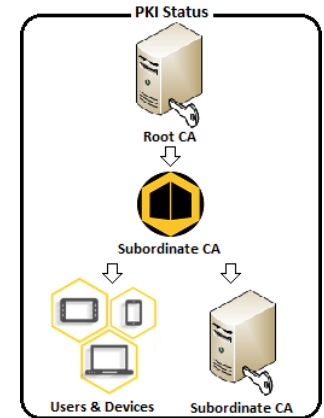 PKI Status
Root CA
Subordinate CA
Users & Devices
Subordinate CA